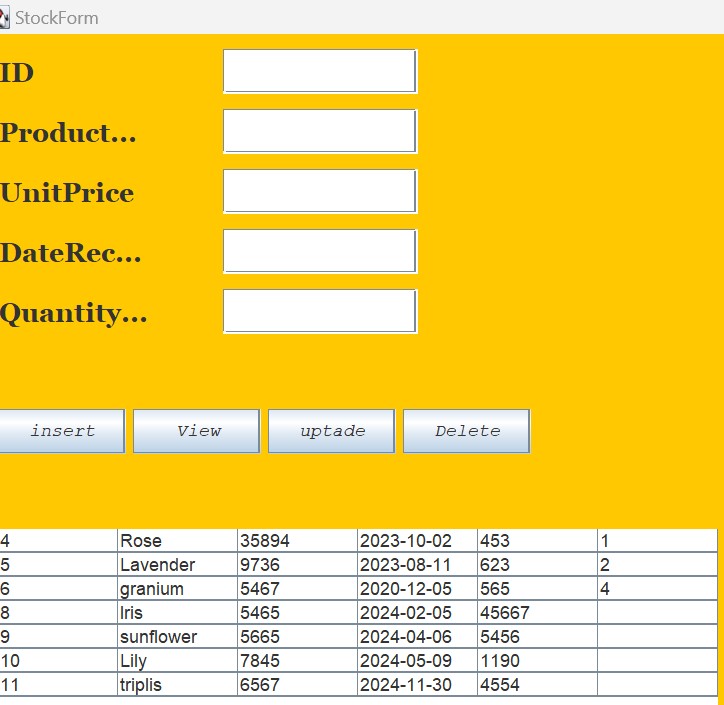 StockForm
ID
Product...
UnitPrice
DateRec...
Quantity...
insert View uptade Delete
4 Rose 35894 2023-10-02 453 1
5 Lavender 9736 2023-08-11 623 2
6 granium 5467 2020-12-05 565 4
8 Iris 5465 2024-02-05 45667
9 sunflower 5665 2024-04-06 5456
10 Lily 7845 2024-05-09 1190
11 triplis 6567 2024-11-30 4554